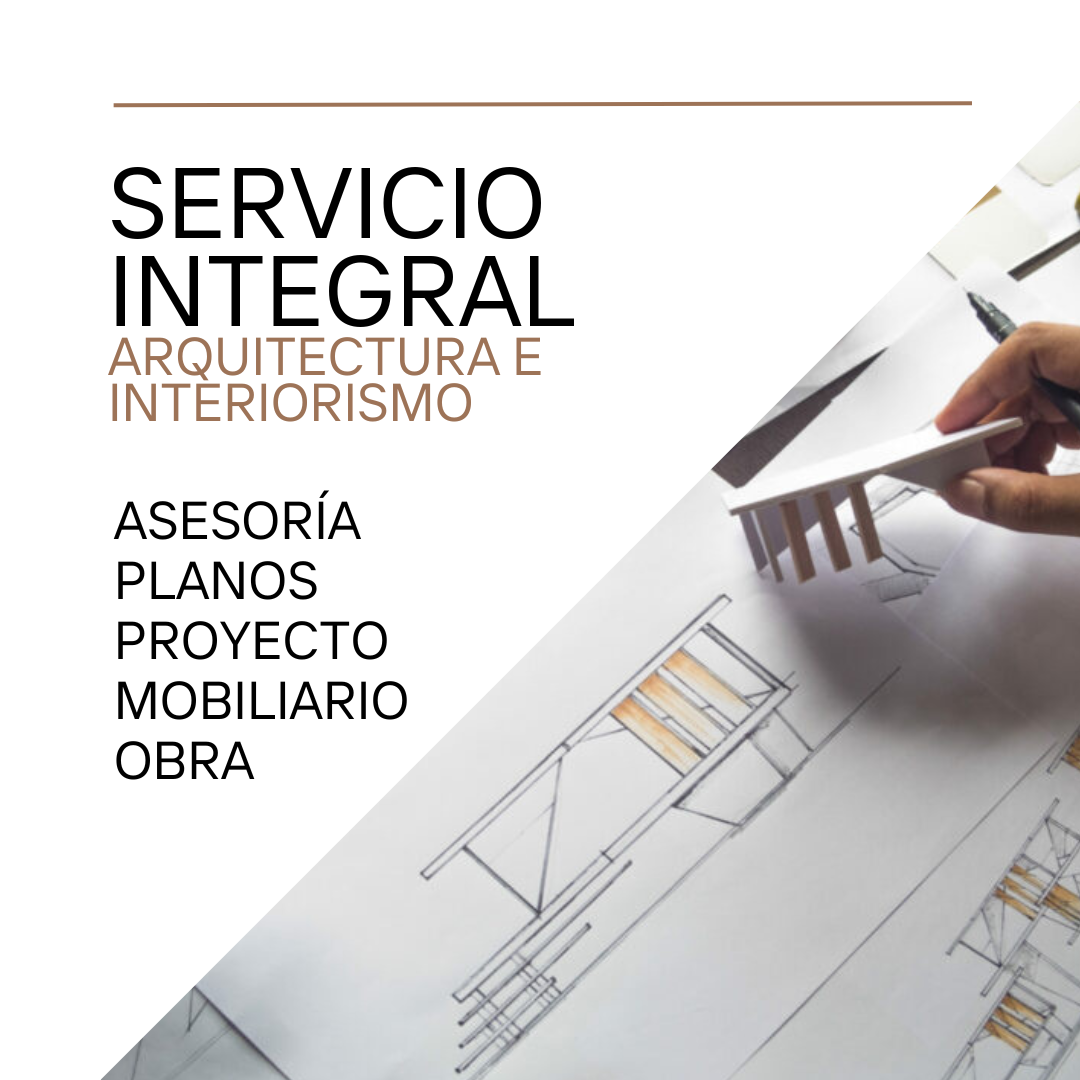 SERVICIO
INTEGRAL
ARQUITECTURA E
INTERIORISMO
ASESORÍA
PLANOS
PROYECTO
MOBILIARIO
OBRA